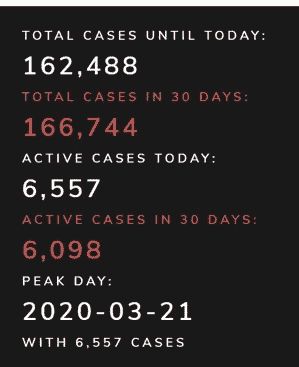 TOTAL CASES UNTIL TODAY:
162,488
TOTAL CASES IN 30 DAYS:
166,744
ACTIVE CASES TODAY:
6,557
ACTIVE CASES IN 30 DAYS:
6,098
PEAK DAY:
2020-03-21
WITH 6,557 CASES